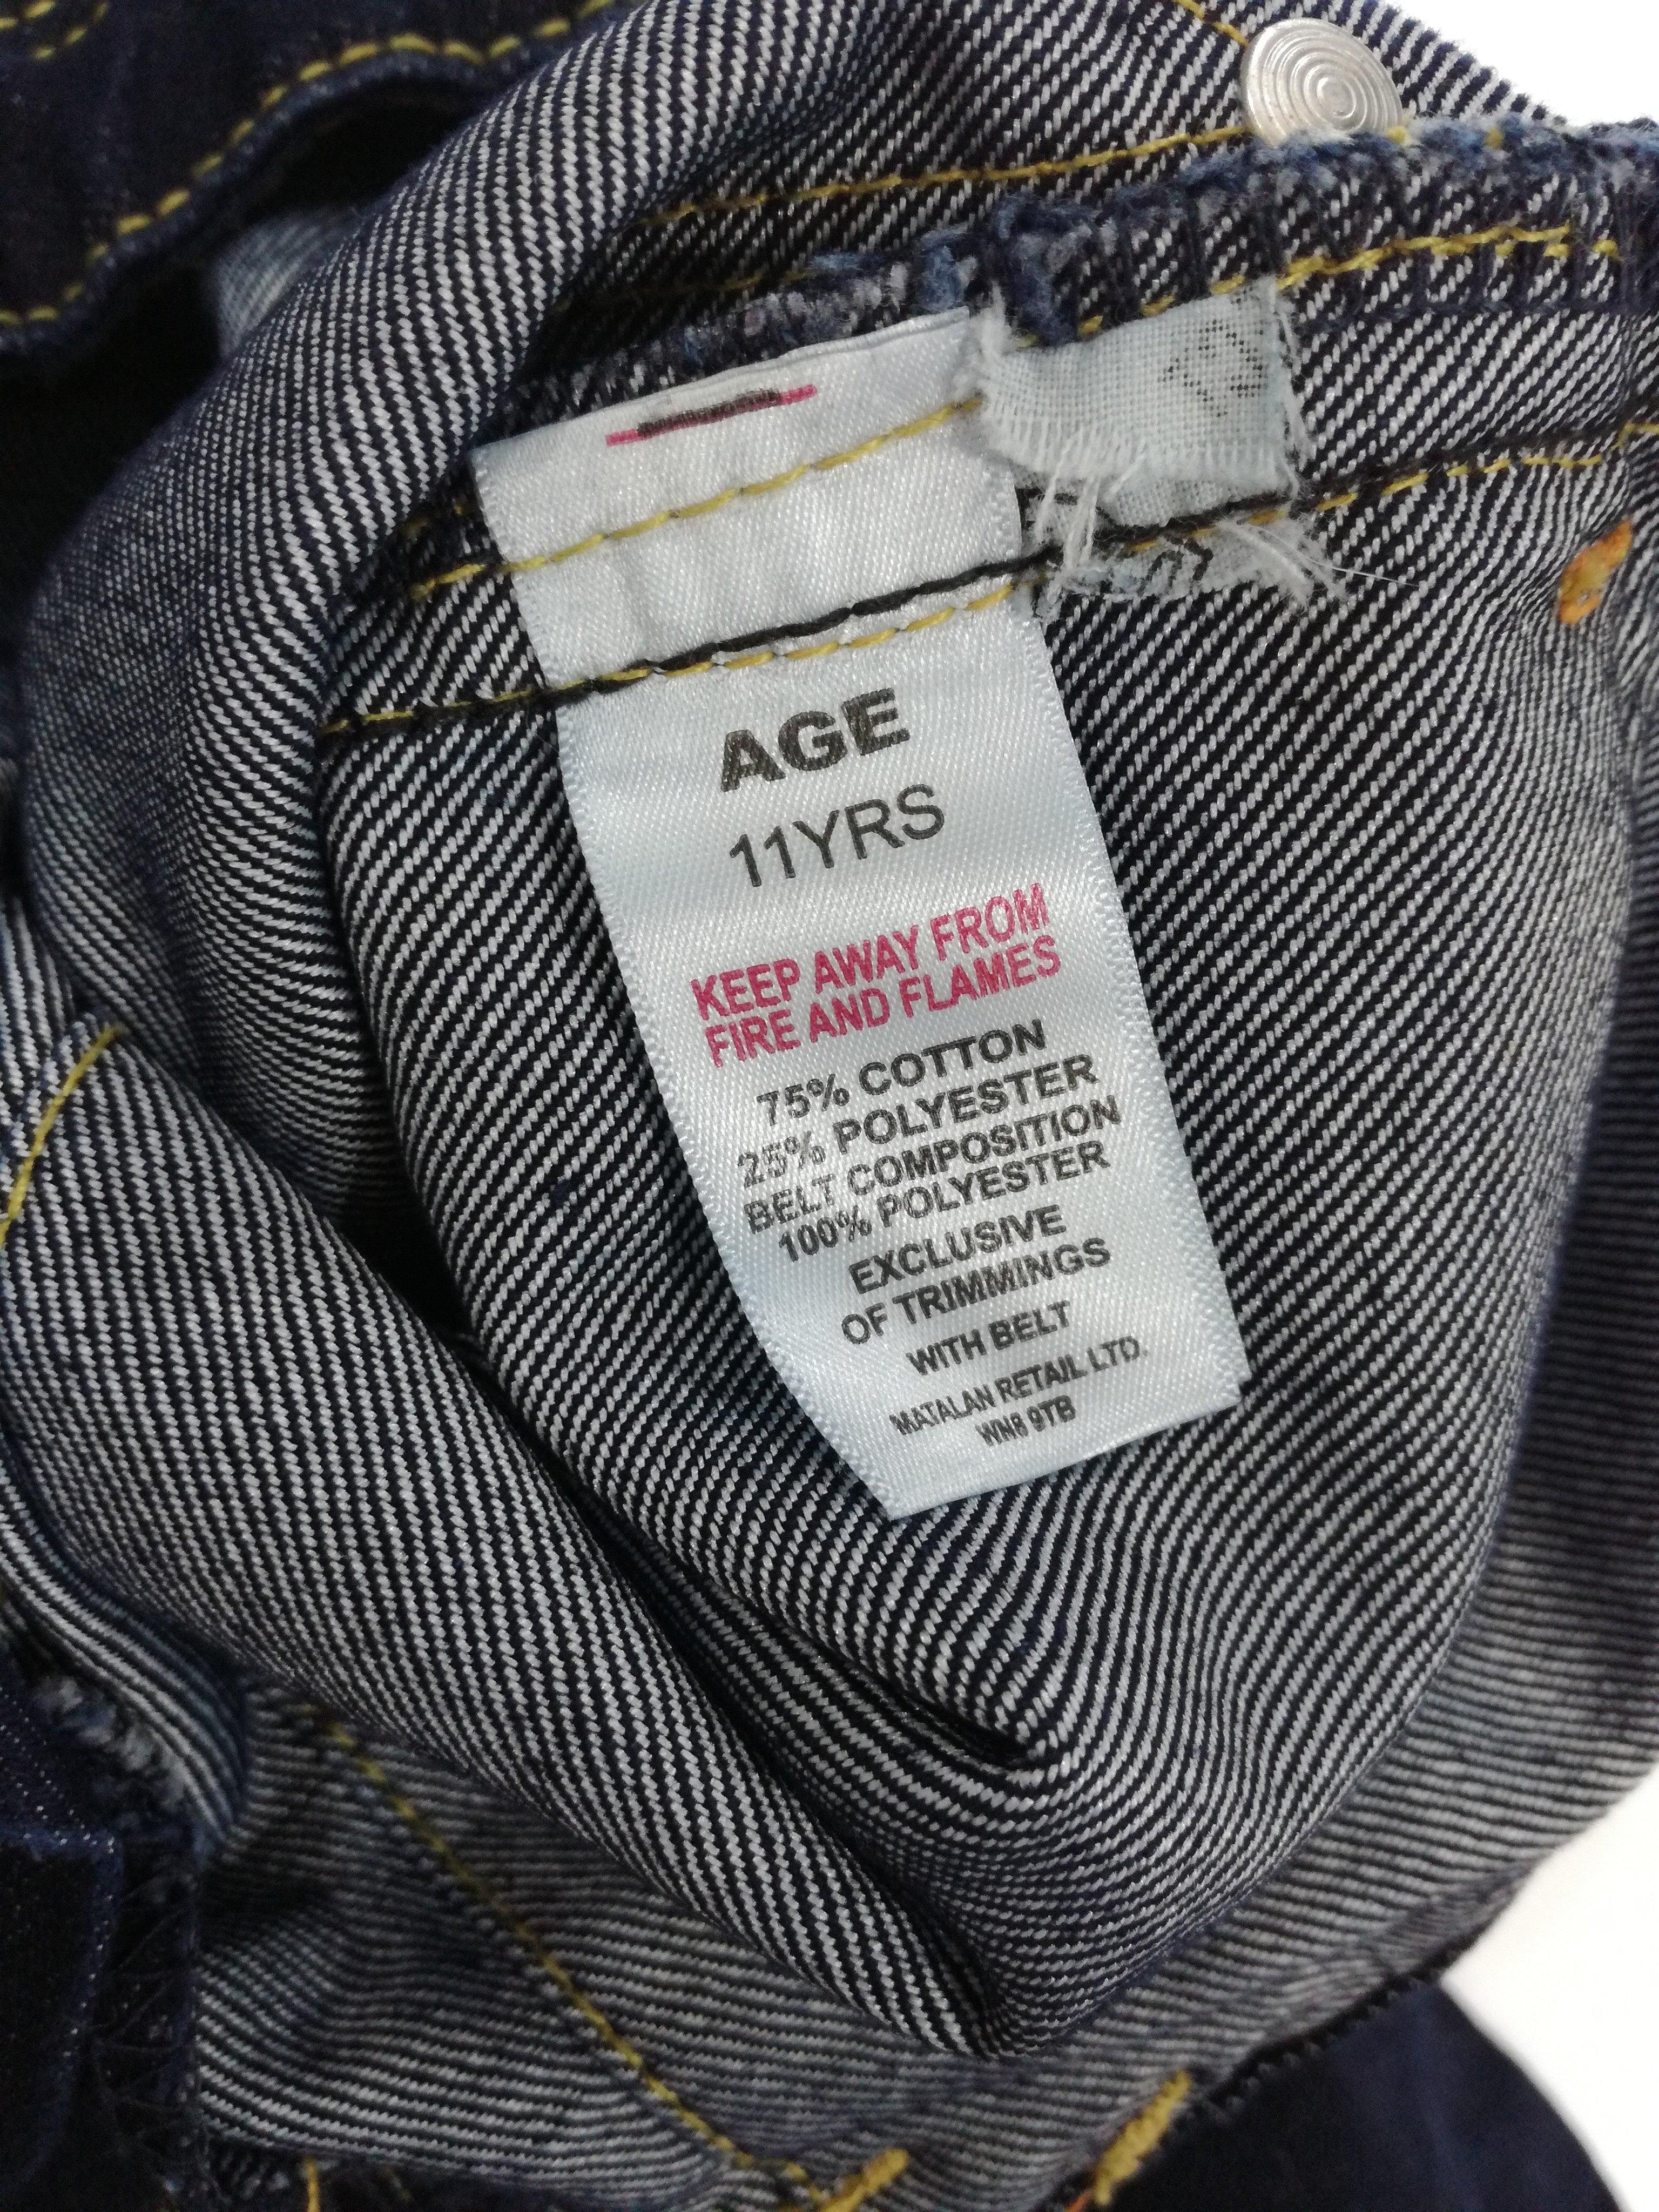 AGE
11YRS
KEEP AWAY FROM
FIRE AND FLAMES
75% COTTON
25% POLYESTER
BELT COMPOSITION
100% POLYESTER
EXCLUSIVE
OF TRIMMINGS
WITH BELT
MATALAN RETAIL LTD.
WN8 9TB